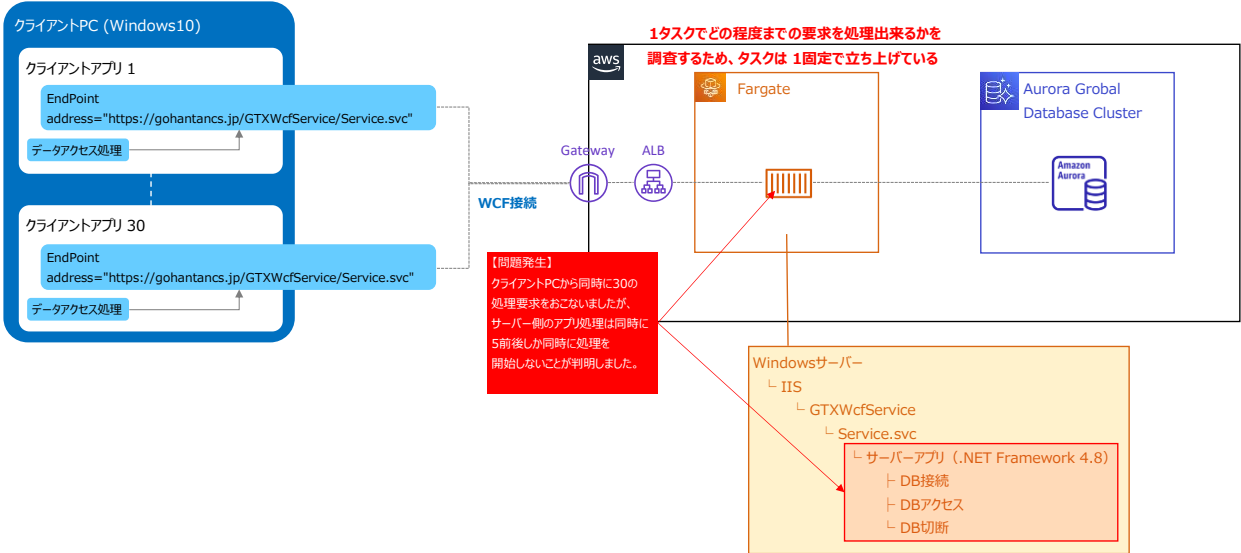 クライアントPC (Windows10)
クライアントアプリ 1
EndPoint
address="https://gohantancs.jp/GTXWcfService/Service.svc"
データアクセス処理
クライアントアプリ 30
EndPoint
address="https://gohantancs.jp/GTXWcfService/Service.svc"
データアクセス処理
WCF接続
1タスクでどの程度までの要求を処理出来るかを
調査するため、タスクは 1固定で立ち上げている
aws
Gateway
ALB
Fargate
Aurora Grobal
Database Cluster
Amazon
Aurora
【問題発生】
クライアントPCから同時に30の
処理要求をおこないましたが、
サーバー側のアプリ処理は同時に
5前後しか同時に処理を
開始しないことが判明しました。
Windowsサーバー
└ IIS
└ GTXWcfService
└ Service.svc
└ サーバーアプリ（.NET Framework 4.8）
├ DB接続
├ DBアクセス
└ DB切断